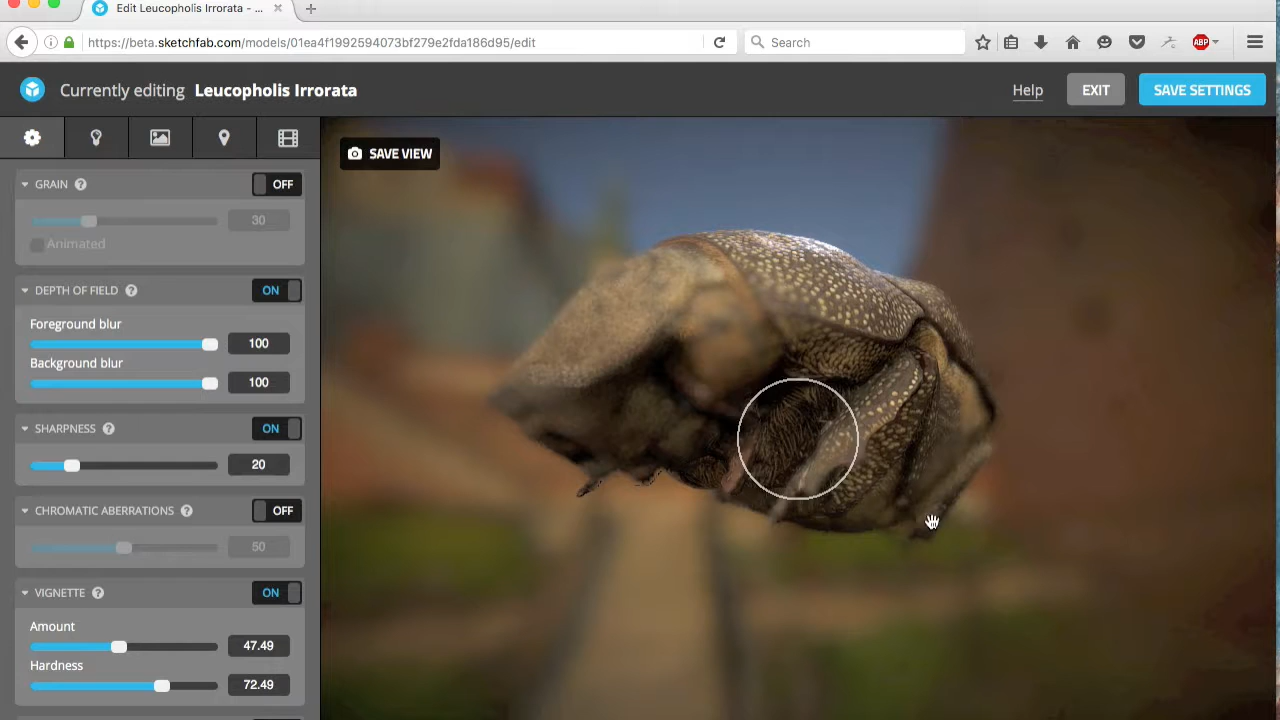 Edit Leucopholis Irrorata - ...
https://beta.sketchfab.com/models/01ea4f1992594073bf279e2fda186d95/edit
Search
ABP
Currently editing Leucopholis Irrorata
Help
EXIT
SAVE SETTINGS
SAVE VIEW
GRAIN ?
OFF
30
Animated
DEPTH OF FIELD ?
ON
Foreground blur
100
Background blur
100
SHARPNESS ?
ON
20
CHROMATIC ABERRATIONS ?
OFF
50
VIGNETTE ?
ON
Amount
47.49
Hardness
72.49